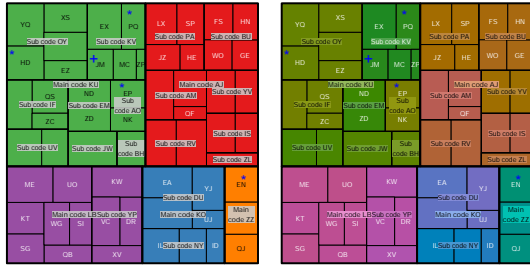 YQ XS EX PQ LX SP FS HN
Sub code OY Sub code KV Sub code PA Sub code BU
HD EZ JM MC ZF JZ HE WO GE
Main code KU Main code AJ
QS ND EP Sub code AM Sub code YV
Sub code IF Sub code EM Sub code AO
ZC ZD NK OF
Sub code IS
Sub code UV Sub code JW Sub code BH Sub code RV
Sub code ZL
ME UO KW EA YJ EN
Sub code DU
KT WG SI VC DR UJ Main code ZZ
Main code LB Sub code YP Main code KO
SG QB XV IL Sub code NY ID QJ
YQ XS EX PQ LX SP FS HN
Sub code OY Sub code KV Sub code PA Sub code BU
HD EZ JM MC ZF JZ HE WO GE
Main code KU Main code AJ
QS ND EP Sub code AM Sub code YV
Sub code IF Sub code EM Sub code AO
ZC ZD NK OF
Sub code IS
Sub code UV Sub code JW Sub code BH Sub code RV
Sub code ZL
ME UO KW EA YJ EN
Sub code DU
KT WG SI VC DR UJ Main code ZZ
Main code LB Sub code YP Main code KO
SG QB XV IL Sub code NY ID QJ